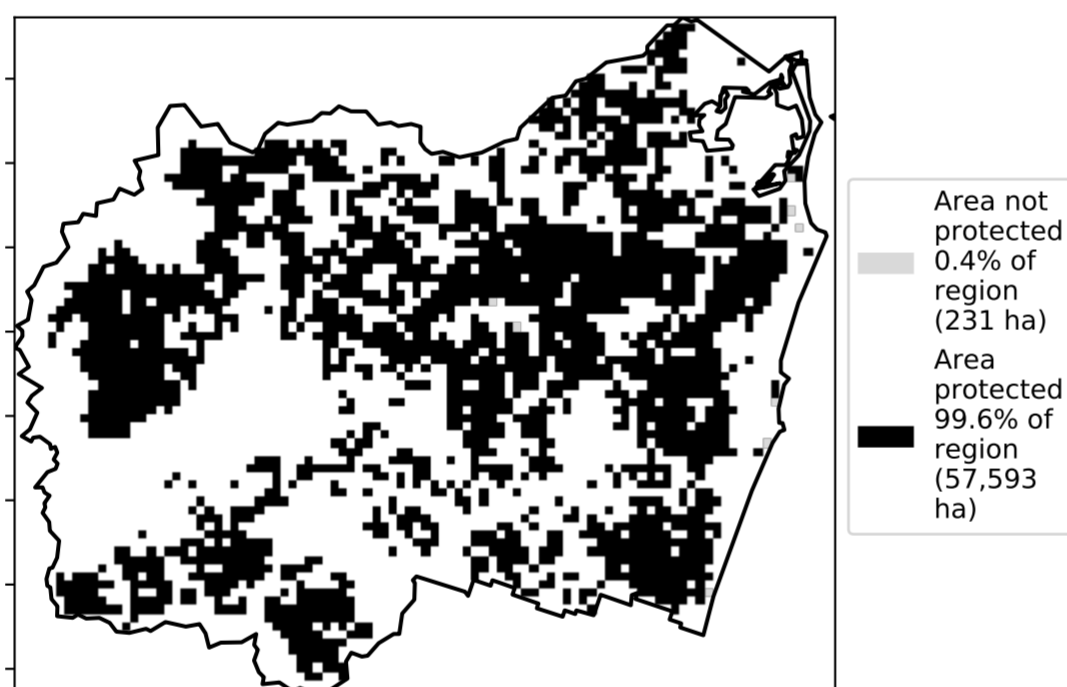 Area not
protected
0.4% of
region
(231 ha)
Area
protected
99.6% of
region
(57,593
ha)